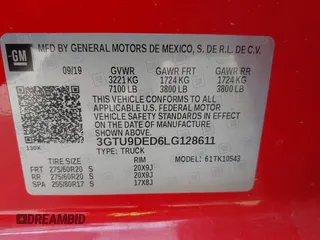 GM
MFD BY GENERAL MOTORS DE MEXICO, S. DE R.L. DE C.V.
09/19 GVWR GAWR FRT GAWR RR
3221 KG 1724 KG 1724 KG
7100 LB 3800 LB 3800 LB
THIS VEHICLE CONFORMS TO ALL APPLICABLE U.S. FEDERAL MOTOR VEHICLE SAFETY STANDARDS IN EFFECT ON THE DATE OF MANUFACTURE SHOWN ABOVE.
3GTU9DED6LG128611
TYPE: TRUCK
MODEL: 61TK10543
TIRE SIZE RIM
FRT 275/60R20 S 20X9J
RR 275/60R20 S 20X9J
SPA 255/80R17 S 17X8J
DREAMBID